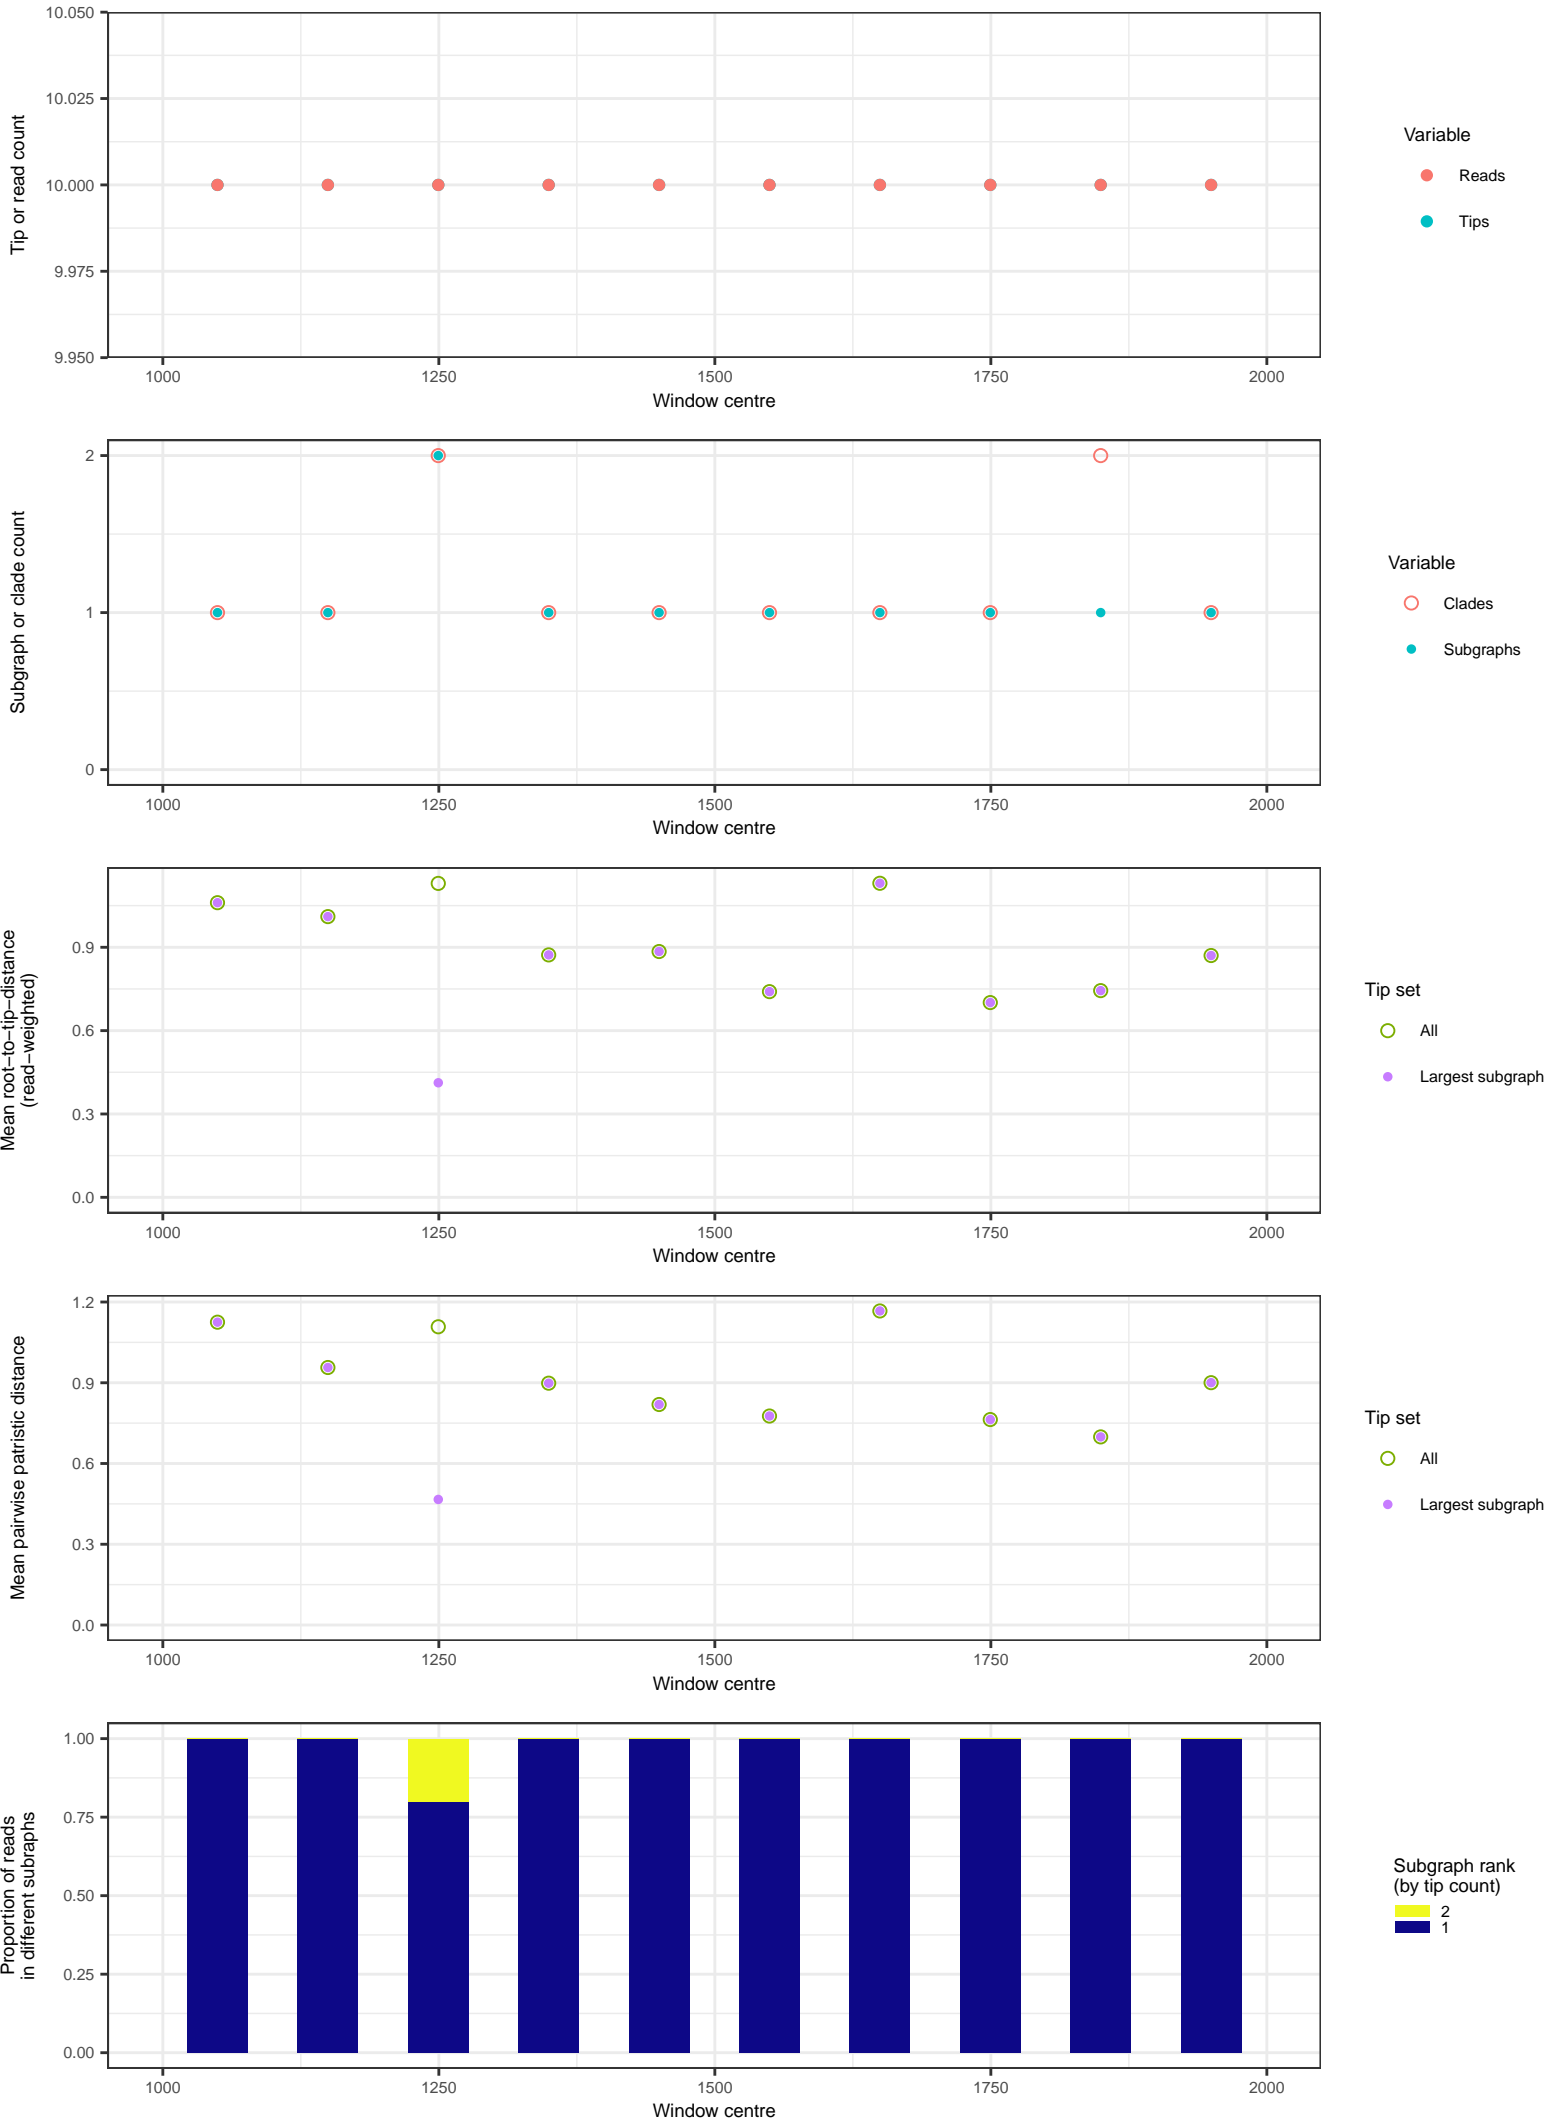 10.050
10.025
10.000
9.975
9.950
Tip or read count
1000 1250 1500 1750 2000
Window centre
Variable
Reads
Tips
2
1
0
Subgraph or clade count
1000 1250 1500 1750 2000
Window centre
Variable
Clades
Subgraphs
0.9
0.6
0.3
0.0
Mean root−to−tip−distance
(read−weighted)
1000 1250 1500 1750 2000
Window centre
Tip set
All
Largest subgraph
1.2
0.9
0.6
0.3
0.0
Mean pairwise patristic distance
1000 1250 1500 1750 2000
Window centre
Tip set
All
Largest subgraph
1.00
0.75
0.50
0.25
0.00
Proportion of reads
in different subraphs
1000 1250 1500 1750 2000
Window centre
Subgraph rank
(by tip count)
2
1